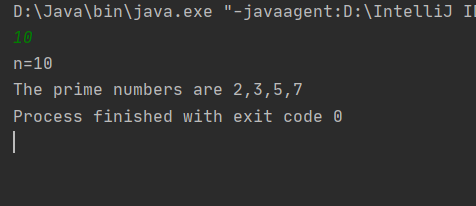 D:\Java\bin\java.exe "-javaagent:D:\IntelliJ
10
n=10
The prime numbers are 2,3,5,7
Process finished with exit code 0